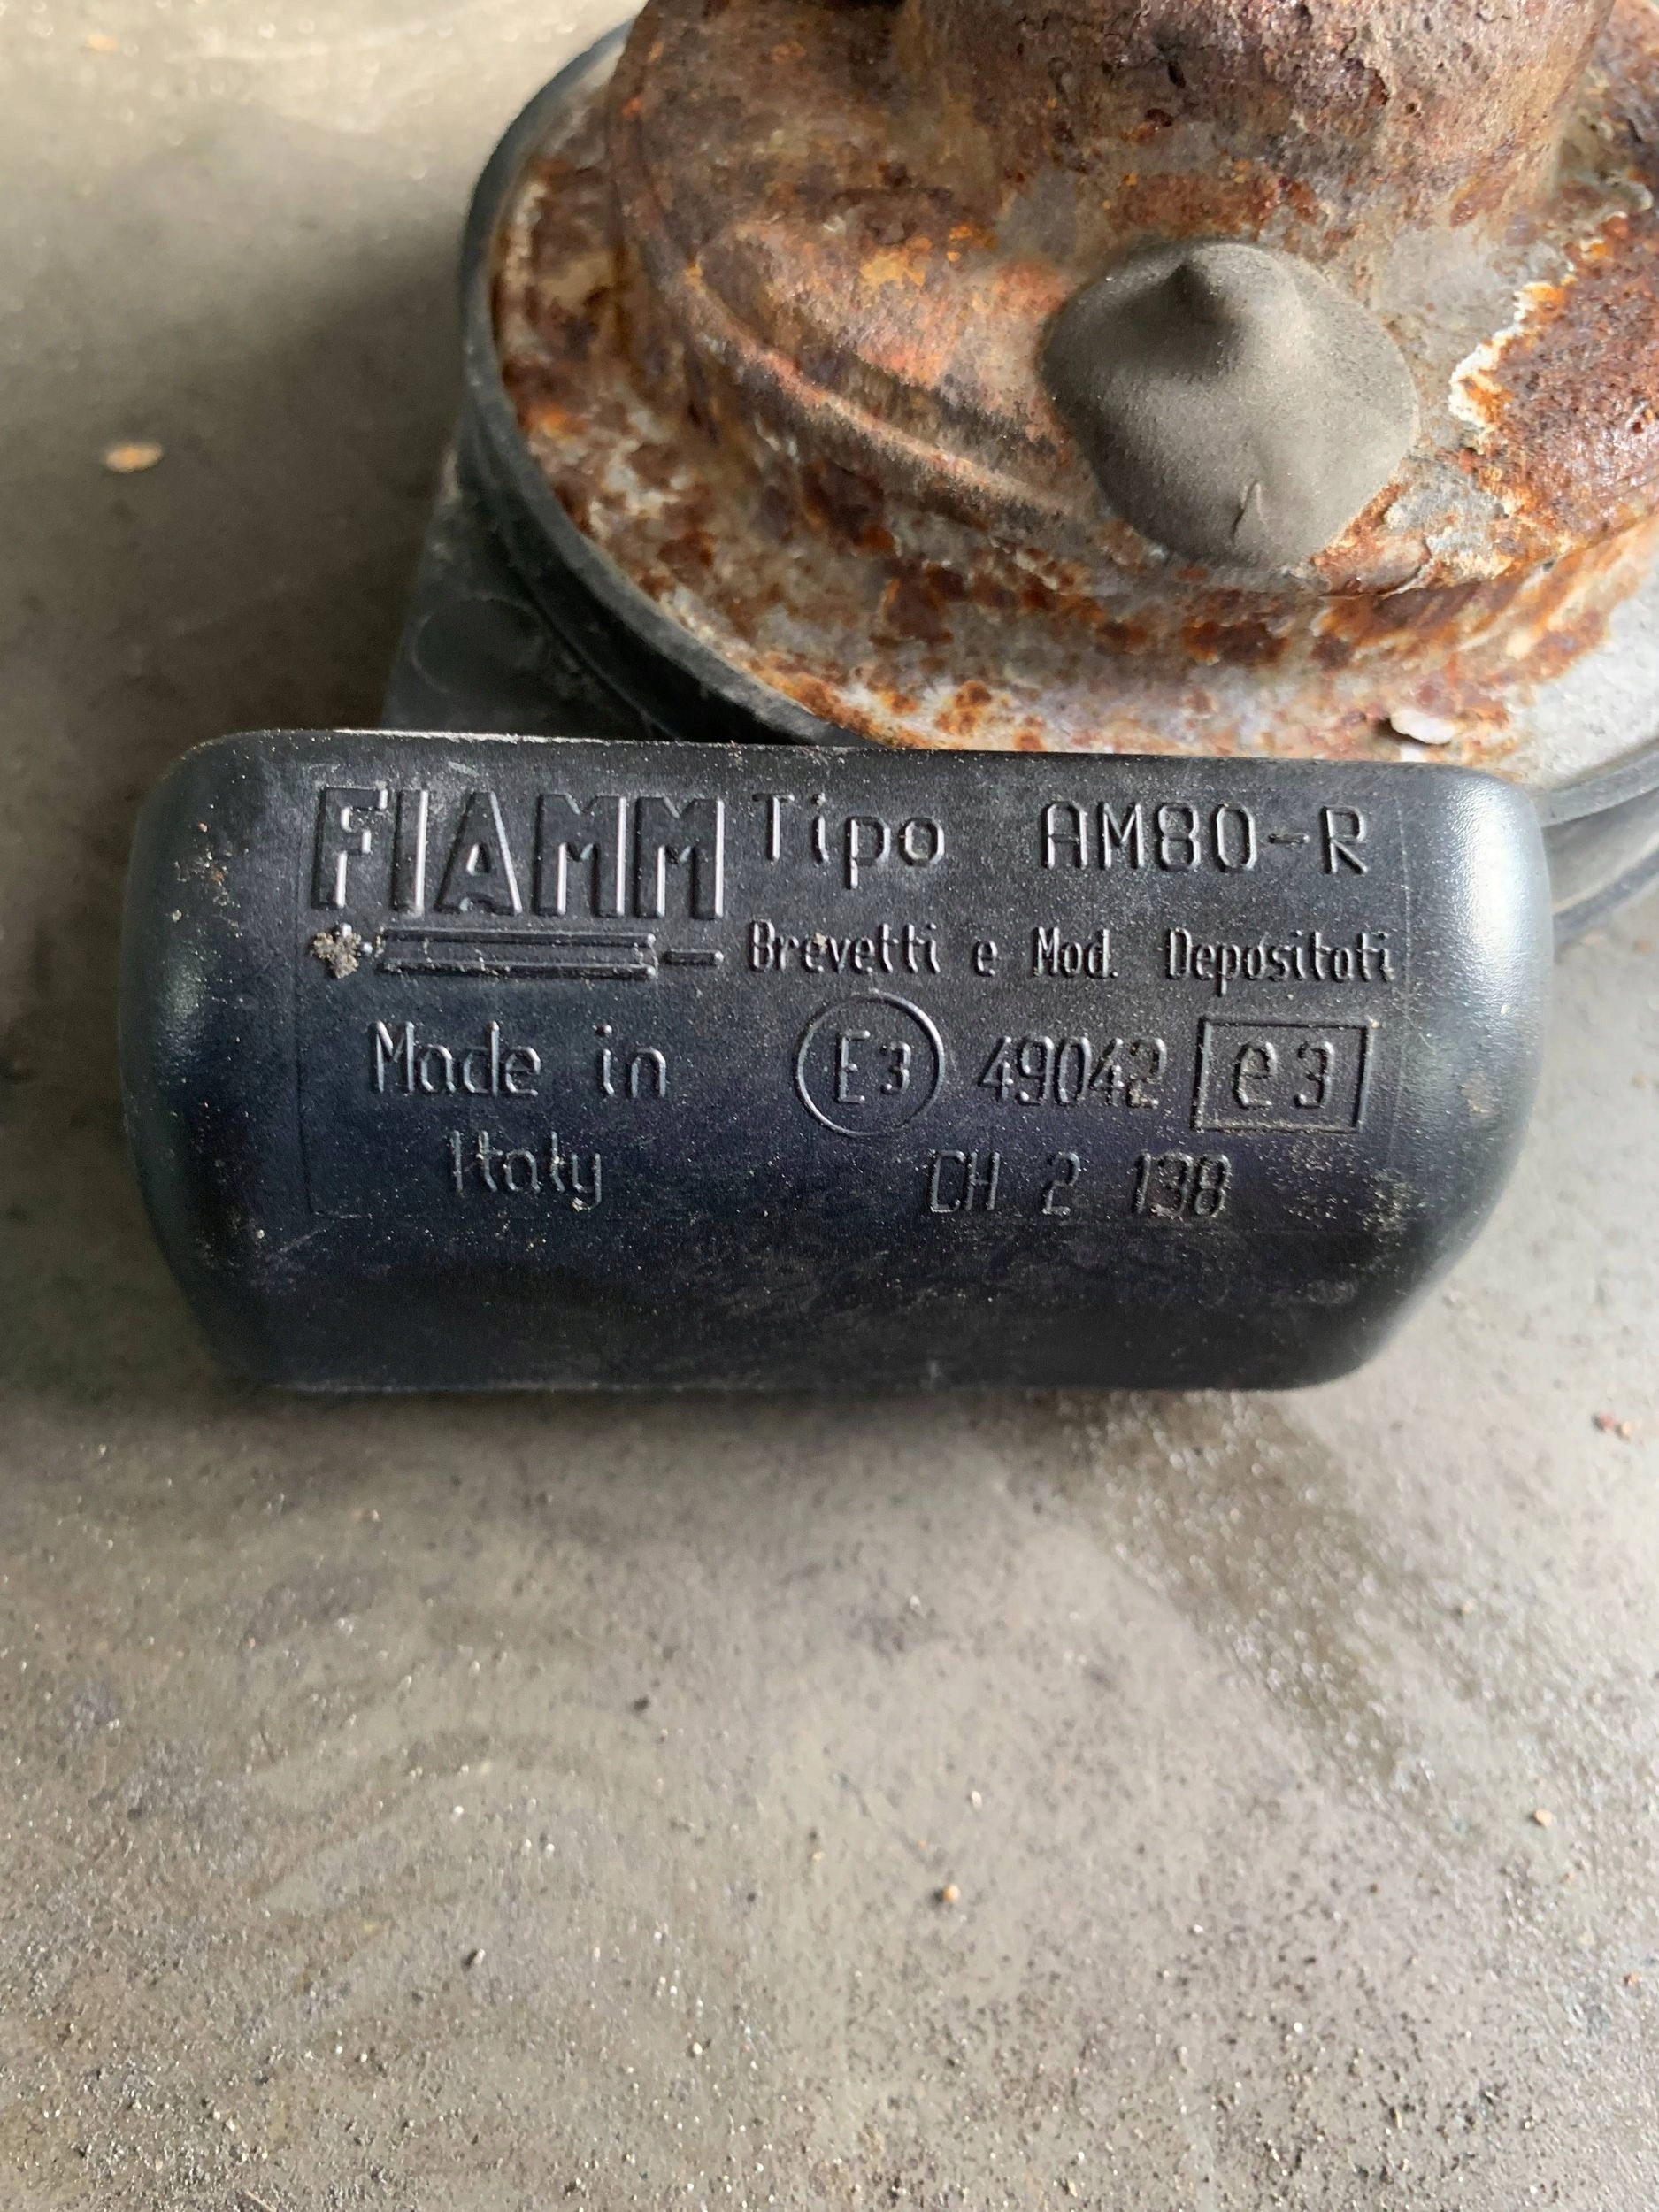 FIAMM Tipo AM80-R
Brevetti e Mod. Depositati
Made in E3 49042 e3
Italy CH 2 138